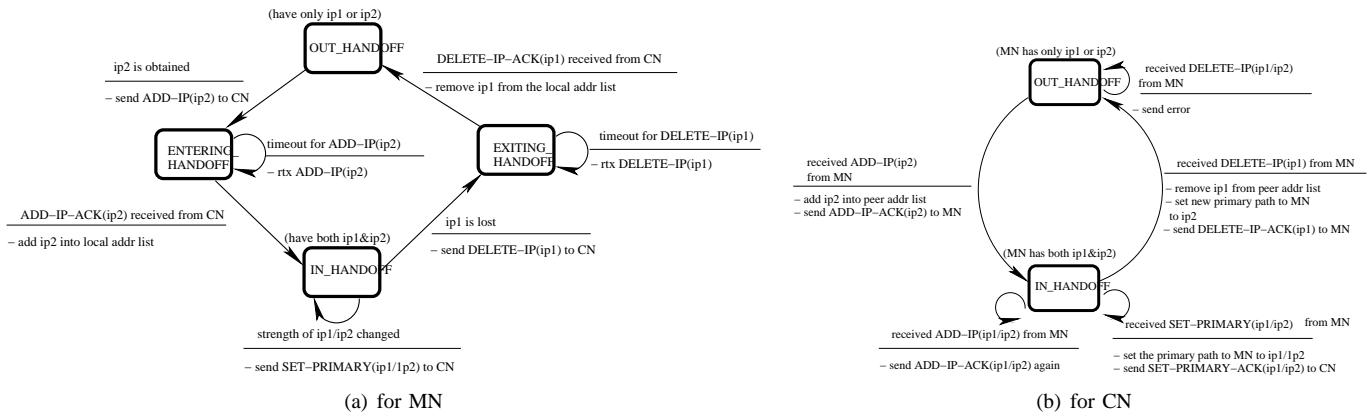 (have only ip1 or ip2)
OUT_HANDOFF
ip2 is obtained
– send ADD–IP(ip2) to CN
DELETE–IP–ACK(ip1) received from CN
– remove ip1 from the local addr list
ENTERING_
HANDOFF
timeout for ADD–IP(ip2)
– rtx ADD–IP(ip2)
EXITING_
HANDOFF
timeout for DELETE–IP(ip1)
– rtx DELETE–IP(ip1)
ADD–IP–ACK(ip2) received from CN
– add ip2 into local addr list
ip1 is lost
– send DELETE–IP(ip1) to CN
(have both ip1&ip2)
IN_HANDOFF
strength of ip1/ip2 changed
– send SET–PRIMARY(ip1/1p2) to CN
(a) for MN
(MN has only ip1 or ip2)
OUT_HANDOFF
received DELETE–IP(ip1/ip2)
from MN
– send error
received ADD–IP(ip2)
from MN
– add ip2 into peer addr list
– send ADD–IP–ACK(ip2) to MN
received DELETE–IP(ip1) from MN
– remove ip1 from peer addr list
– set new primary path to MN
to ip2
– send DELETE–IP–ACK(ip1) to MN
(MN has both ip1&ip2)
IN_HANDOFF
received ADD–IP(ip1/ip2) from MN
– send ADD–IP–ACK(ip1/ip2) again
received SET–PRIMARY(ip1/ip2) from MN
– set the primary path to MN to ip1/1p2
– send SET–PRIMARY–ACK(ip1/ip2) to CN
(b) for CN